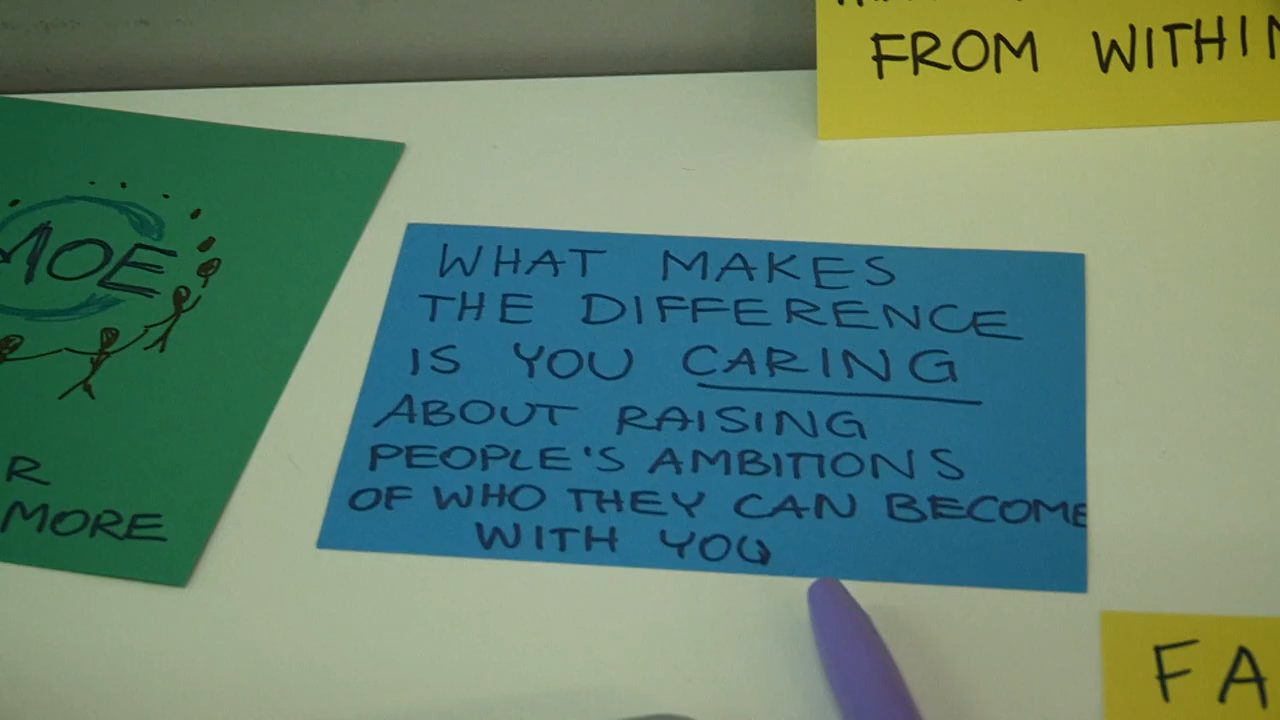 FROM WITHIN
MOE
R
MORE
WHAT MAKES
THE DIFFERENCE
IS YOU CARING
ABOUT RAISING
PEOPLE'S AMBITIONS
OF WHO THEY CAN BECOME
WITH YOU
FA